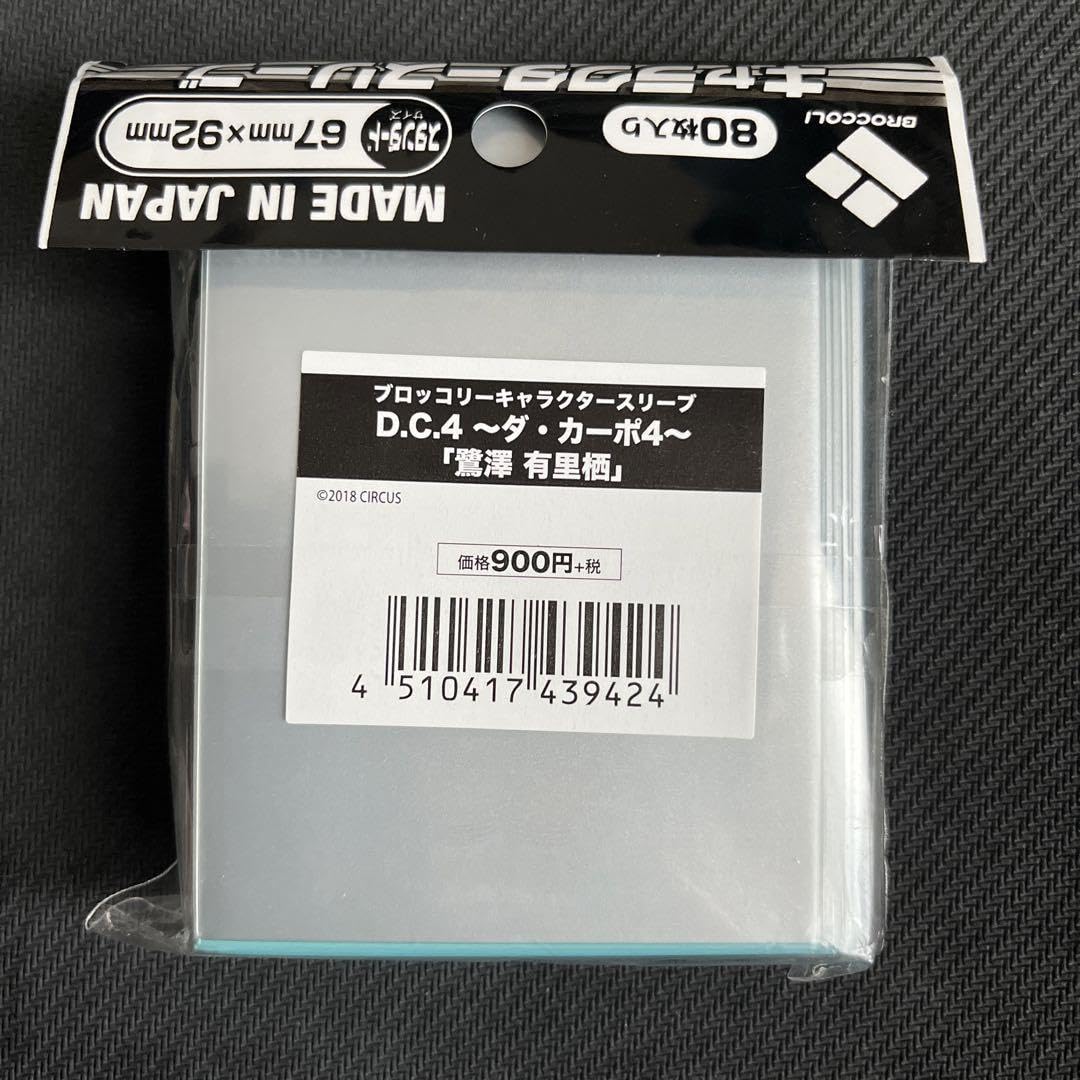 キャラクタースリーブ
BROCCOLI
80枚入り
スタンダード
サイズ
67mm×92mm
MADE IN JAPAN
ブロッコリーキャラクタースリーブ
D.C.4 ～ダ・カーポ4～
「鷺澤 有里栖」
©2018 CIRCUS
価格900円+税
4 510417 439424